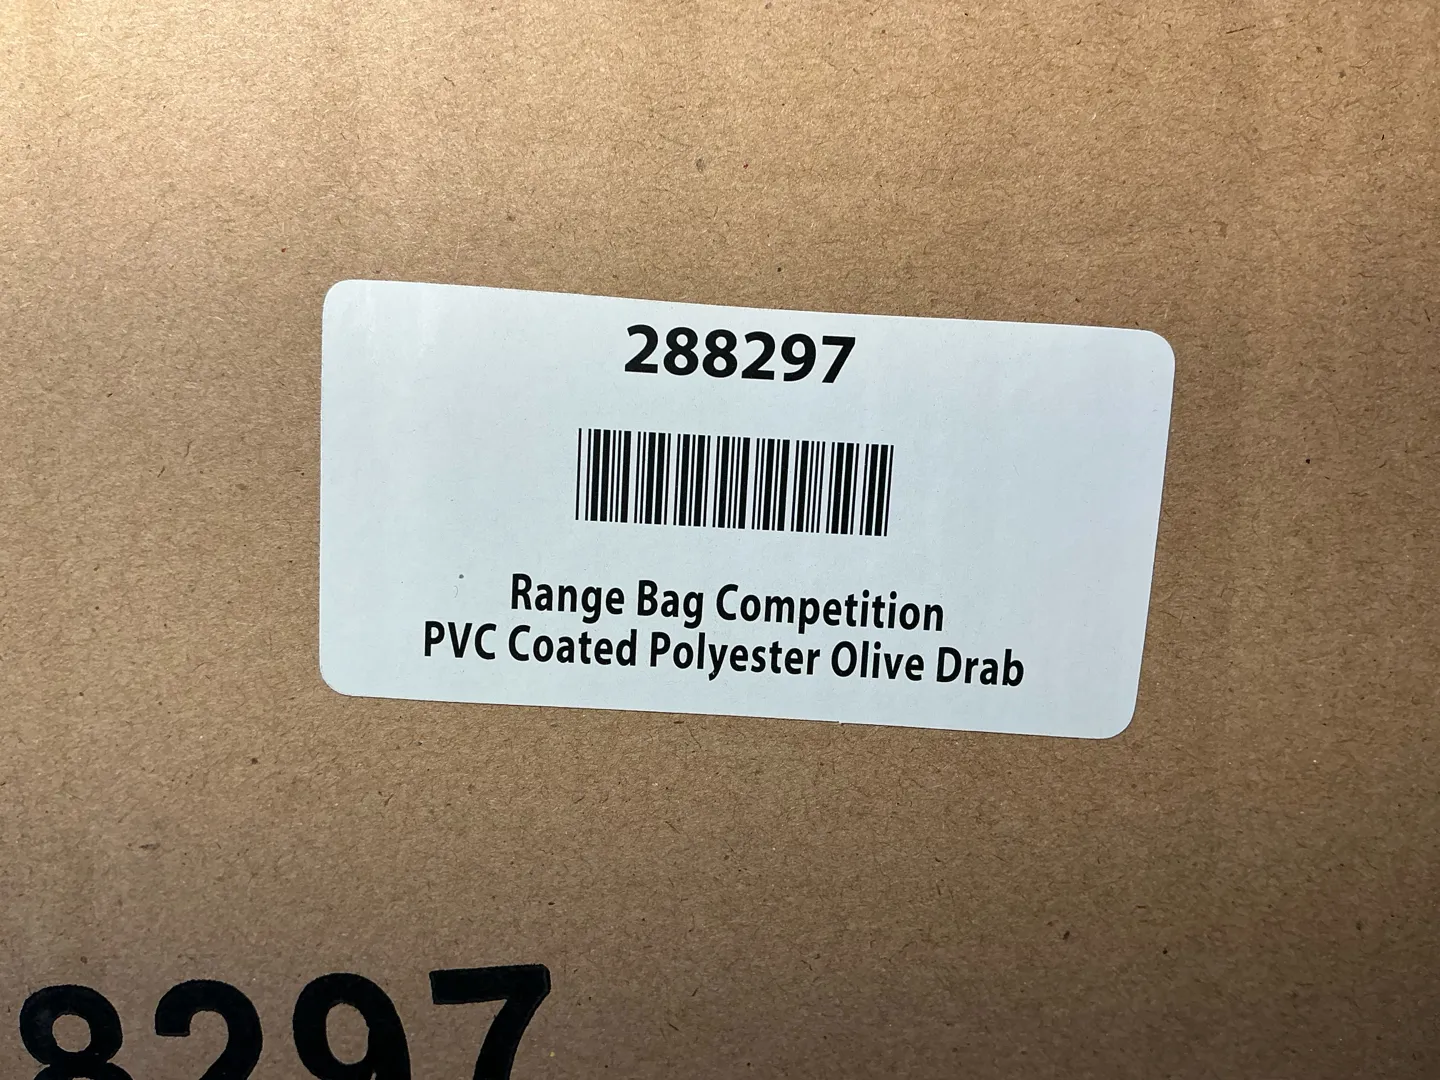 288297
Range Bag Competition
PVC Coated Polyester Olive Drab
8297